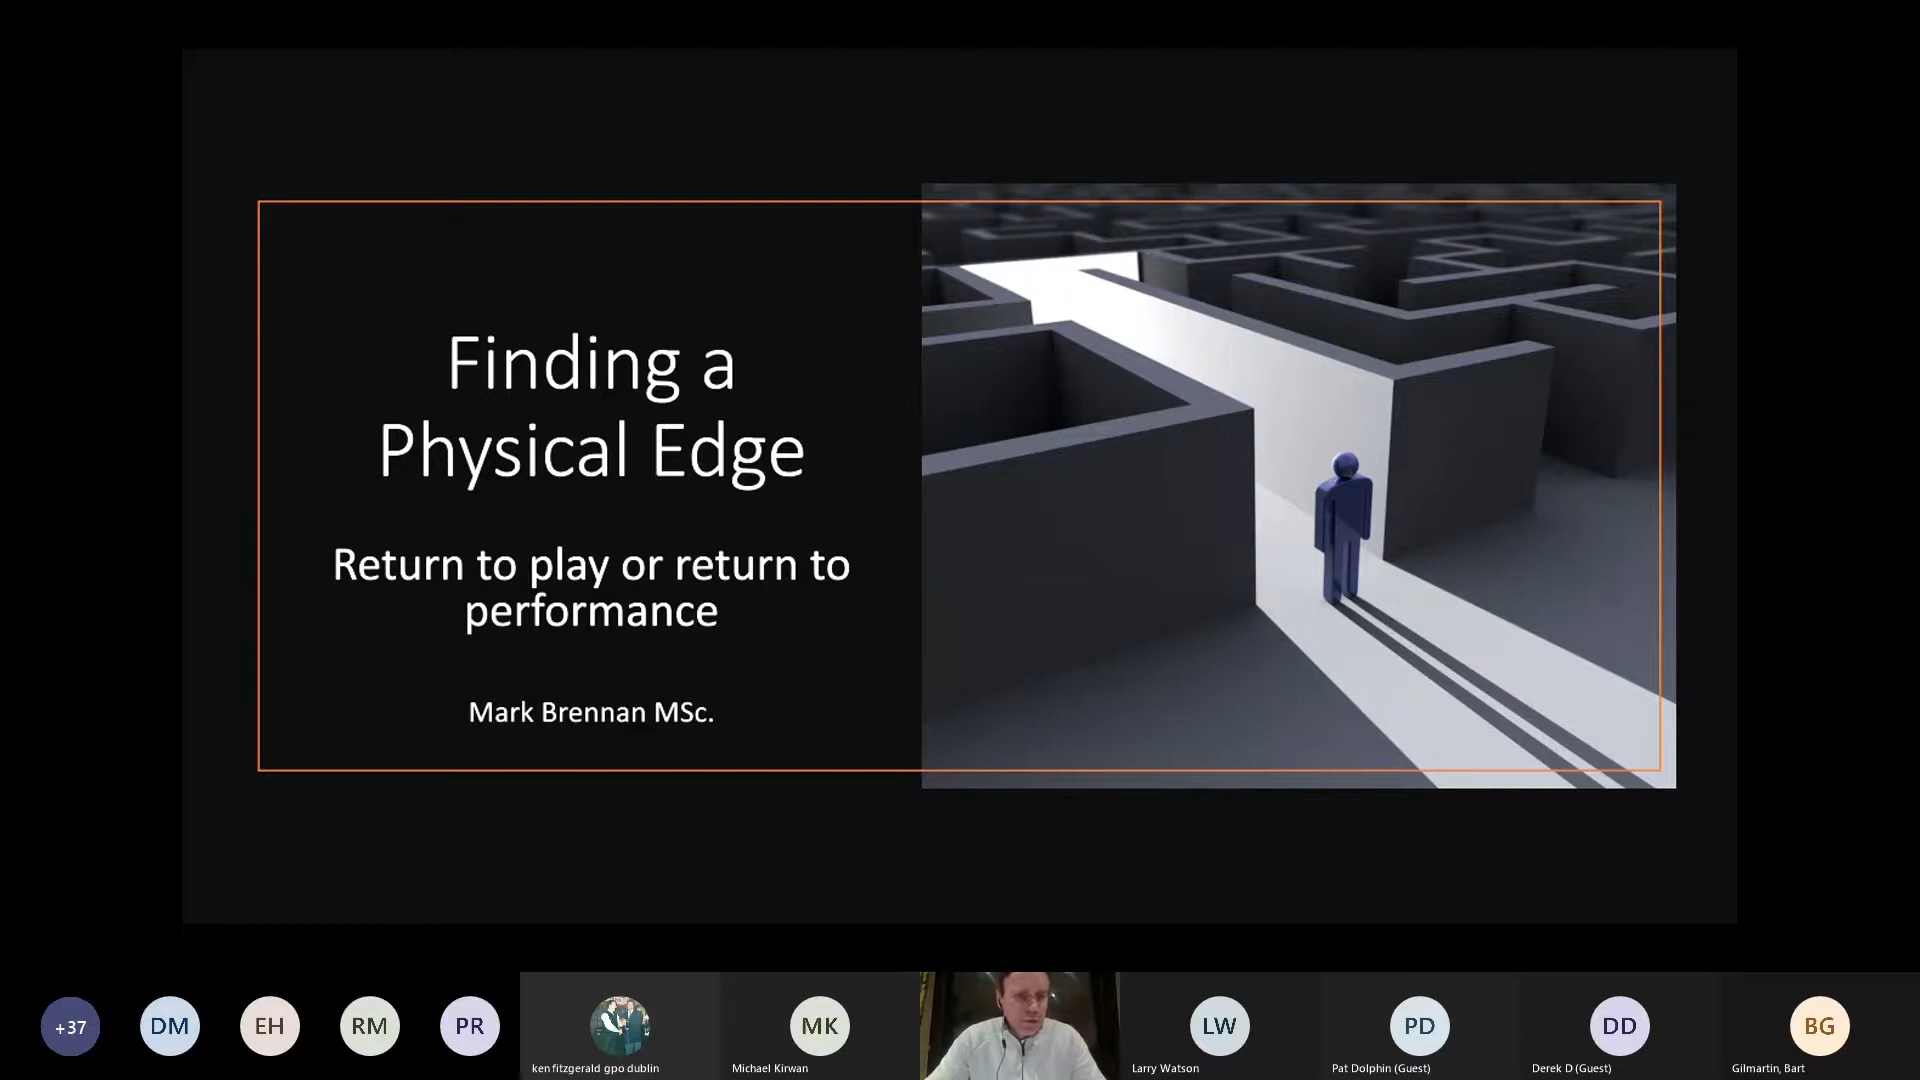 Finding a
Physical Edge
Return to play or return to
performance
Mark Brennan MSc.
+37
DM
EH
RM
PR
ken fitzgerald gpo dublin
MK
Michael Kirwan
LW
Larry Watson
PD
Pat Dolphin (Guest)
DD
Derek D (Guest)
BG
Gilmartin, Bart